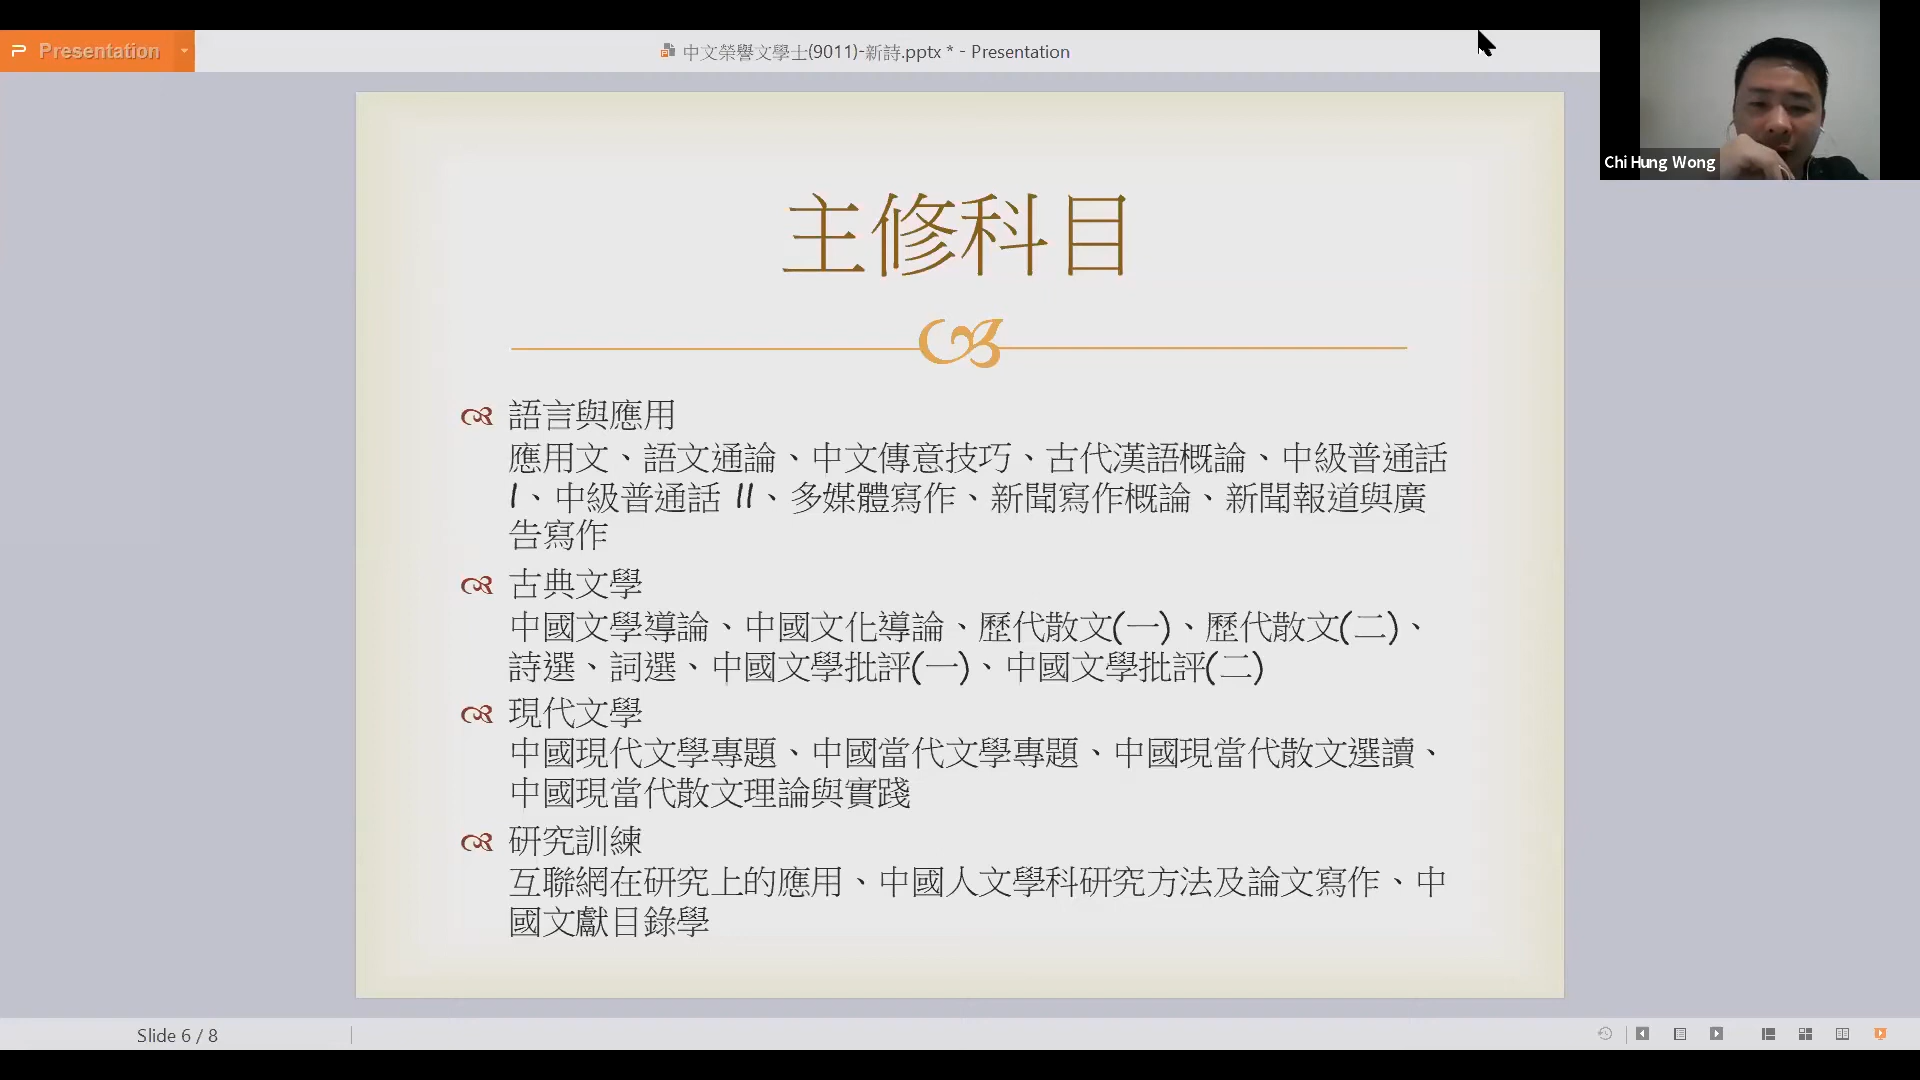 Presentation
中文榮譽文學士(9011)-新詩.pptx * - Presentation
Chi Hung Wong
主修科目
語言與應用
應用文、語文通論、中文傳意技巧、古代漢語概論、中級普通話
I、中級普通話 II、多媒體寫作、新聞寫作概論、新聞報道與廣
告寫作
古典文學
中國文學導論、中國文化導論、歷代散文(一)、歷代散文(二)、
詩選、詞選、中國文學批評(一)、中國文學批評(二)
現代文學
中國現代文學專題、中國當代文學專題、中國現當代散文選讀、
中國現當代散文理論與實踐
研究訓練
互聯網在研究上的應用、中國人文學科研究方法及論文寫作、中
國文獻目錄學
Slide 6 / 8